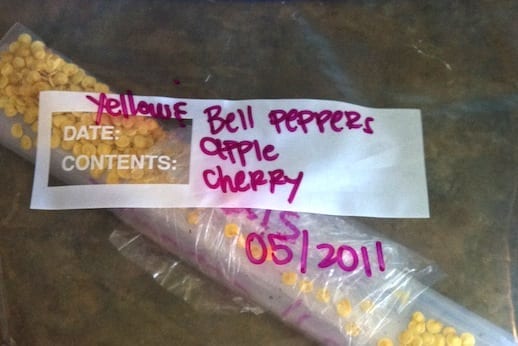 Yellow Bell Peppers
DATE: apple
CONTENTS: cherry
05/2011